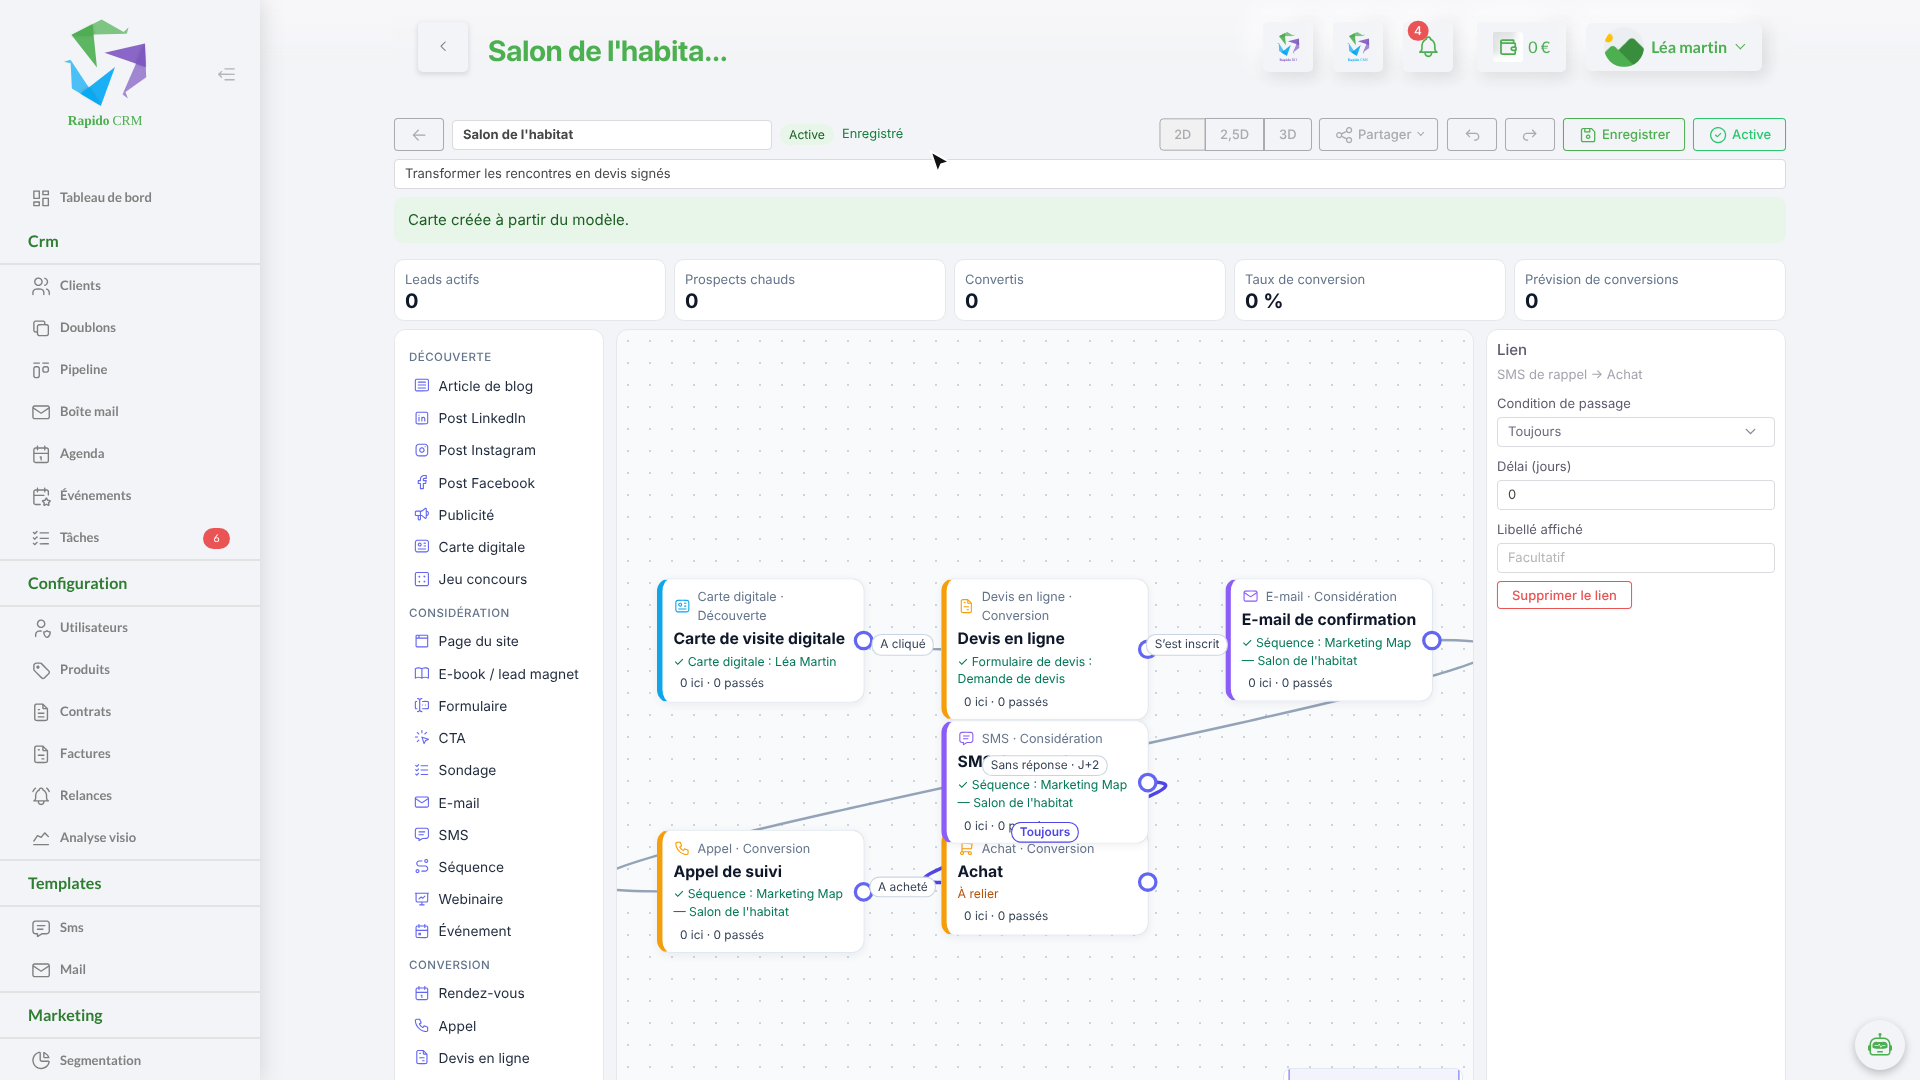 Rapido CRM
Tableau de bord
Crm
Clients
Doublons
Pipeline
Boîte mail
Agenda
Événements
Tâches
6
Configuration
Utilisateurs
Produits
Contrats
Factures
Relances
Analyse visio
Templates
Sms
Mail
Marketing
Segmentation
Salon de l'habita...
4
0 €
Léa martin
Salon de l'habitat
Active
Enregistré
2D
2,5D
3D
Partager
Enregistrer
Active
Transformer les rencontres en devis signés
Carte créée à partir du modèle.
Leads actifs
0
Prospects chauds
0
Convertis
0
Taux de conversion
0 %
Prévision de conversions
0
DÉCOUVERTE
Article de blog
Post LinkedIn
Post Instagram
Post Facebook
Publicité
Carte digitale
Jeu concours
CONSIDÉRATION
Page du site
E-book / lead magnet
Formulaire
CTA
Sondage
E-mail
SMS
Séquence
Webinaire
Événement
CONVERSION
Rendez-vous
Appel
Devis en ligne
Carte digitale ·
Découverte
Carte de visite digitale
✓ Carte digitale : Léa Martin
0 ici · 0 passés
A cliqué
Devis en ligne ·
Conversion
Devis en ligne
✓ Formulaire de devis :
Demande de devis
0 ici · 0 passés
S'est inscrit
E-mail · Considération
E-mail de confirmation
✓ Séquence : Marketing Map
— Salon de l'habitat
0 ici · 0 passés
SMS · Considération
Sans réponse · J+2
✓ Séquence : Marketing Map
— Salon de l'habitat
0 ici · 0
Toujours
Appel · Conversion
Appel de suivi
✓ Séquence : Marketing Map
— Salon de l'habitat
0 ici · 0 passés
A acheté
Achat · Conversion
Achat
À relier
0 ici · 0 passés
Lien
SMS de rappel → Achat
Condition de passage
Toujours
Délai (jours)
0
Libellé affiché
Facultatif
Supprimer le lien